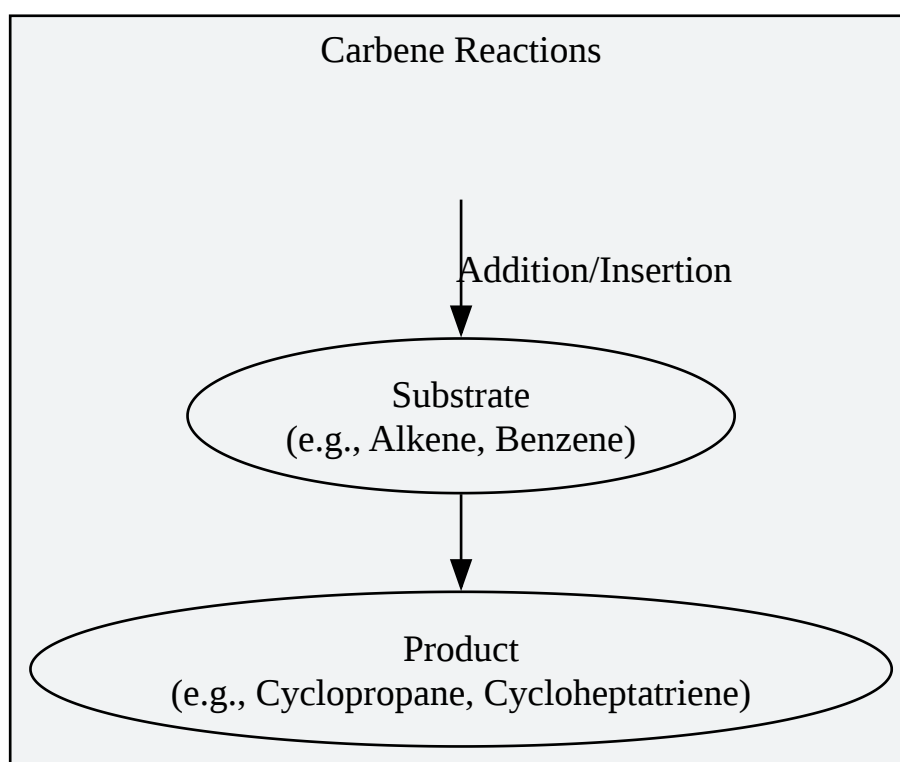 Carbene Reactions
Addition/Insertion
Substrate
(e.g., Alkene, Benzene)
Product
(e.g., Cyclopropane, Cycloheptatriene)